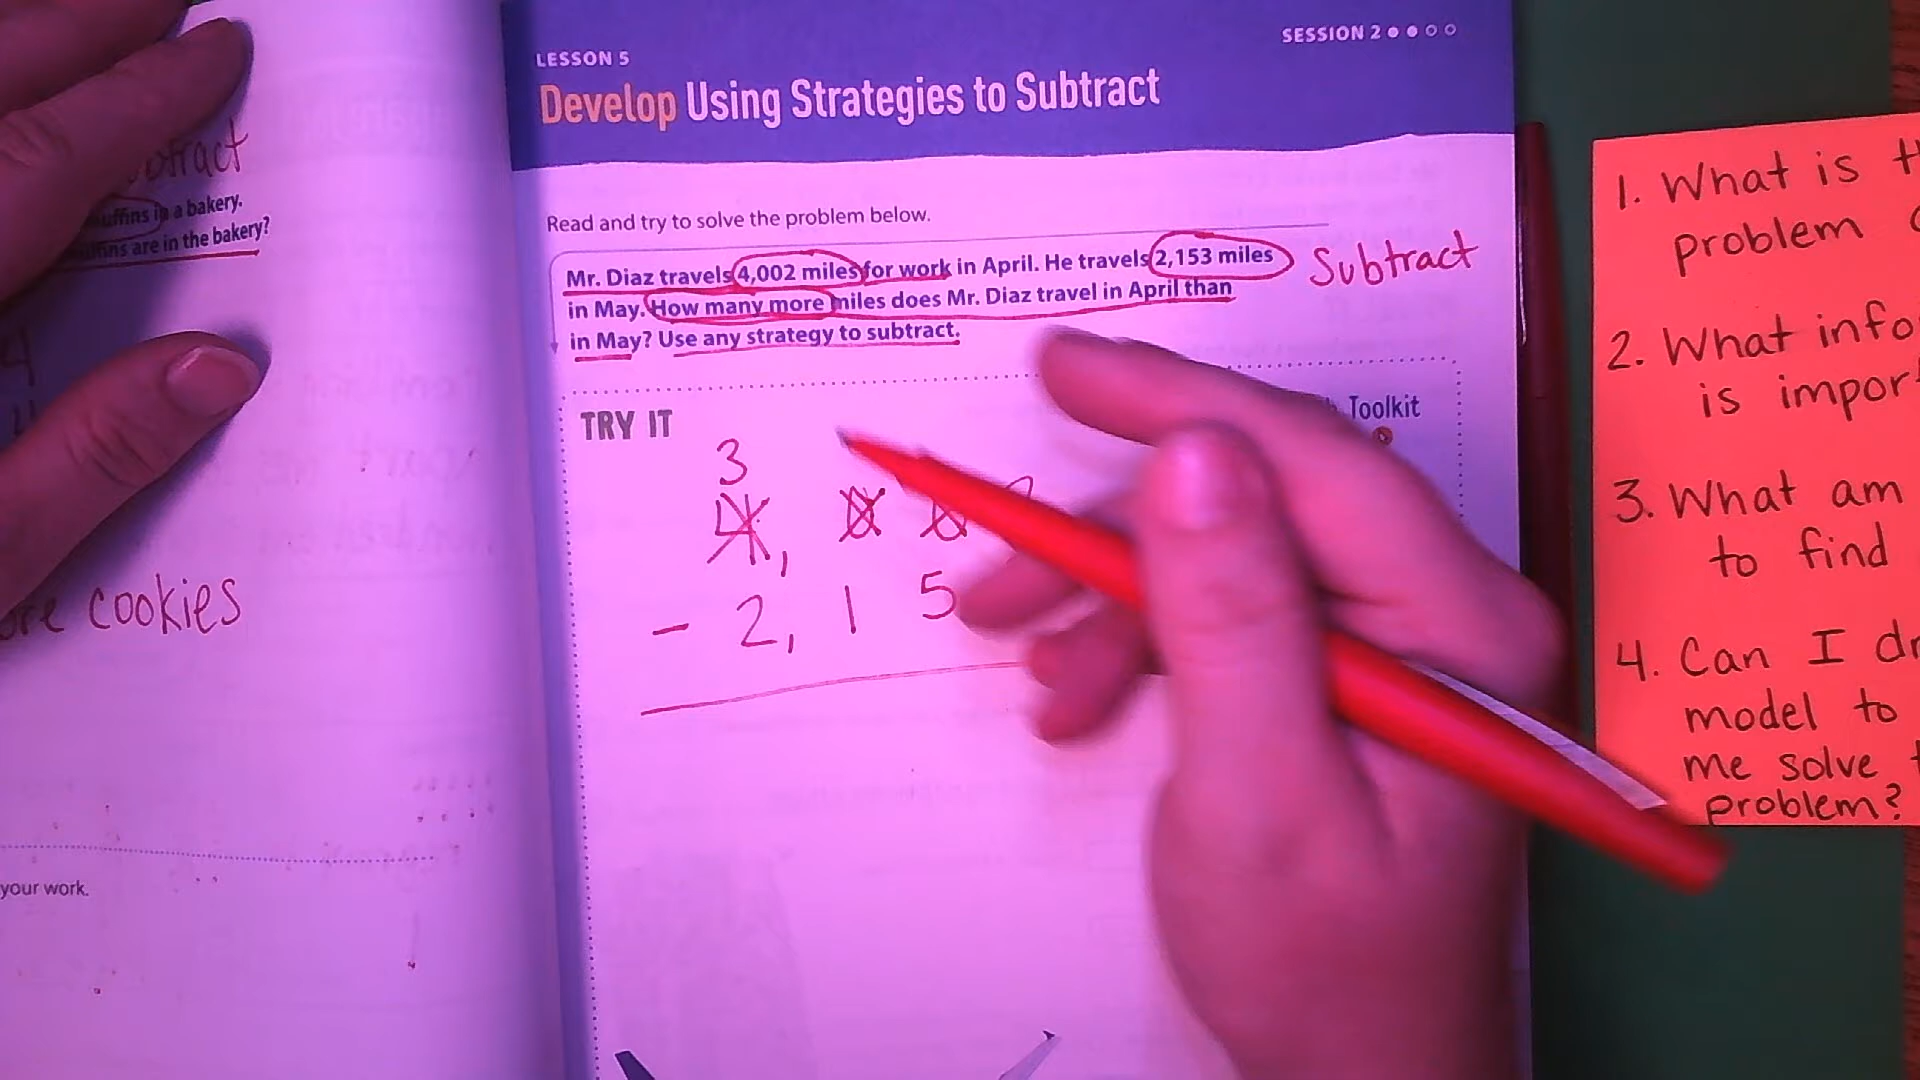 SESSION 2
LESSON 5
Develop Using Strategies to Subtract
Read and try to solve the problem below.
Mr. Diaz travels 4,002 miles for work in April. He travels 2,153 miles
in May. How many more miles does Mr. Diaz travel in April than
in May? Use any strategy to subtract.
Subtract
TRY IT
Toolkit
3
4, 0 0
- 2, 1 5
in a bakery.
are in the bakery?
cookies
your work.
1. What is
problem
2. What
is
3. What am
to find
4. Can I
model to
me solve
problem?